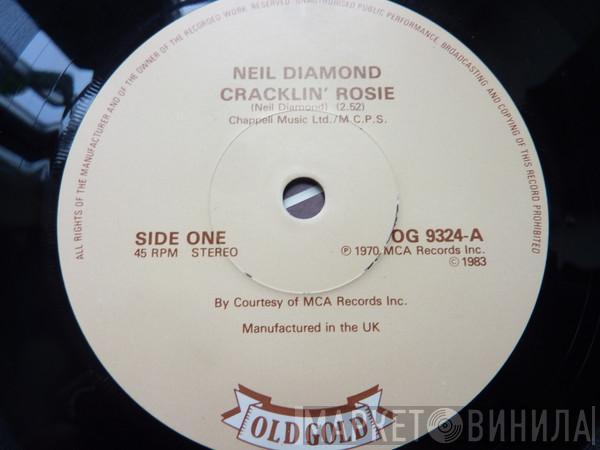 ALL RIGHTS OF THE MANUFACTURER AND OF THE OWNER OF THE RECORDED WORK RESERVED UNAUTHORISED PUBLIC PERFORMANCE BROADCASTING AND COPYING OF THIS RECORD PROHIBITED
NEIL DIAMOND
CRACKLIN' ROSIE
(Neil Diamond) (2.52)
Chappell Music Ltd./M.C.P.S.
SIDE ONE
45 RPM STEREO
OG 9324-A
℗ 1970 MCA Records Inc.
© 1983
By Courtesy of MCA Records Inc.
Manufactured in the UK
OLD GOLD
МАРКЕТ ВИНИЛА